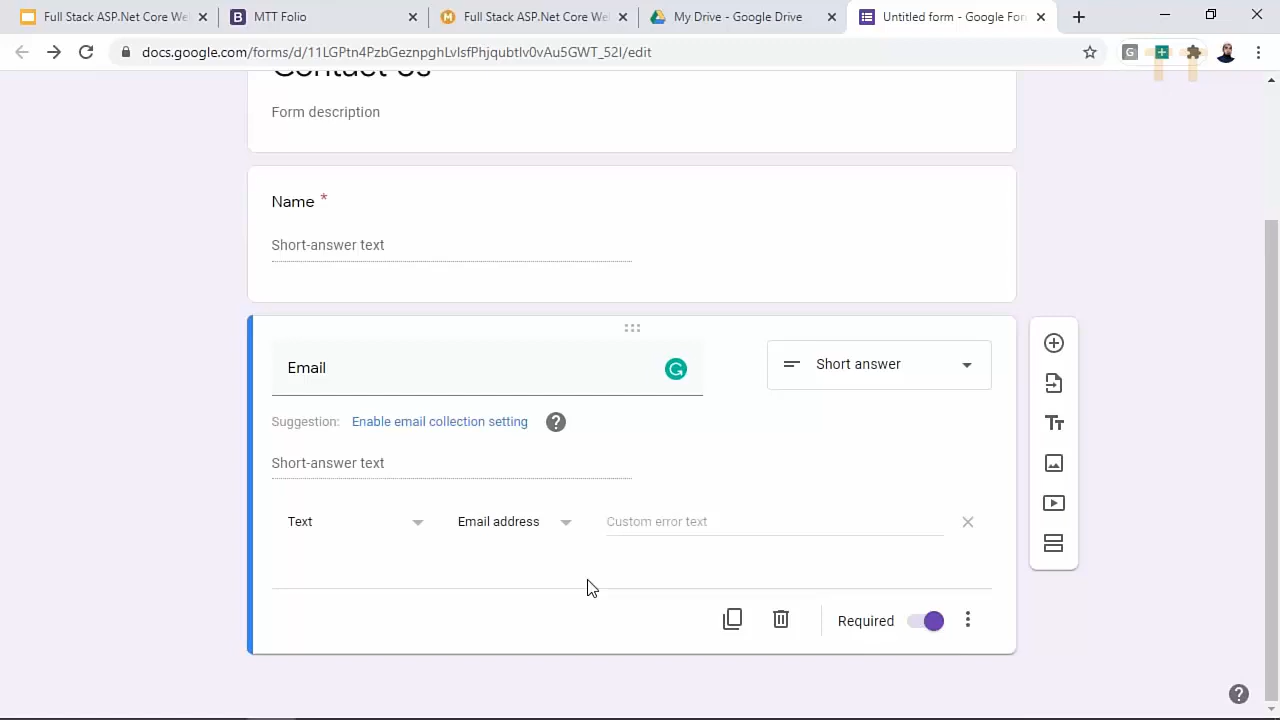 Full Stack ASP.Net Core We
MTT Folio
Full Stack ASP.Net Core We
My Drive - Google Drive
Untitled form - Google For
docs.google.com/forms/d/11LGPtn4PzbGeznpghLvlsfPhjqubtlv0vAu5GWT_52I/edit
G
Contact Us
Form description
Name *
Short-answer text
Email
Short answer
Suggestion: Enable email collection setting
Short-answer text
Text
Email address
Custom error text
Required